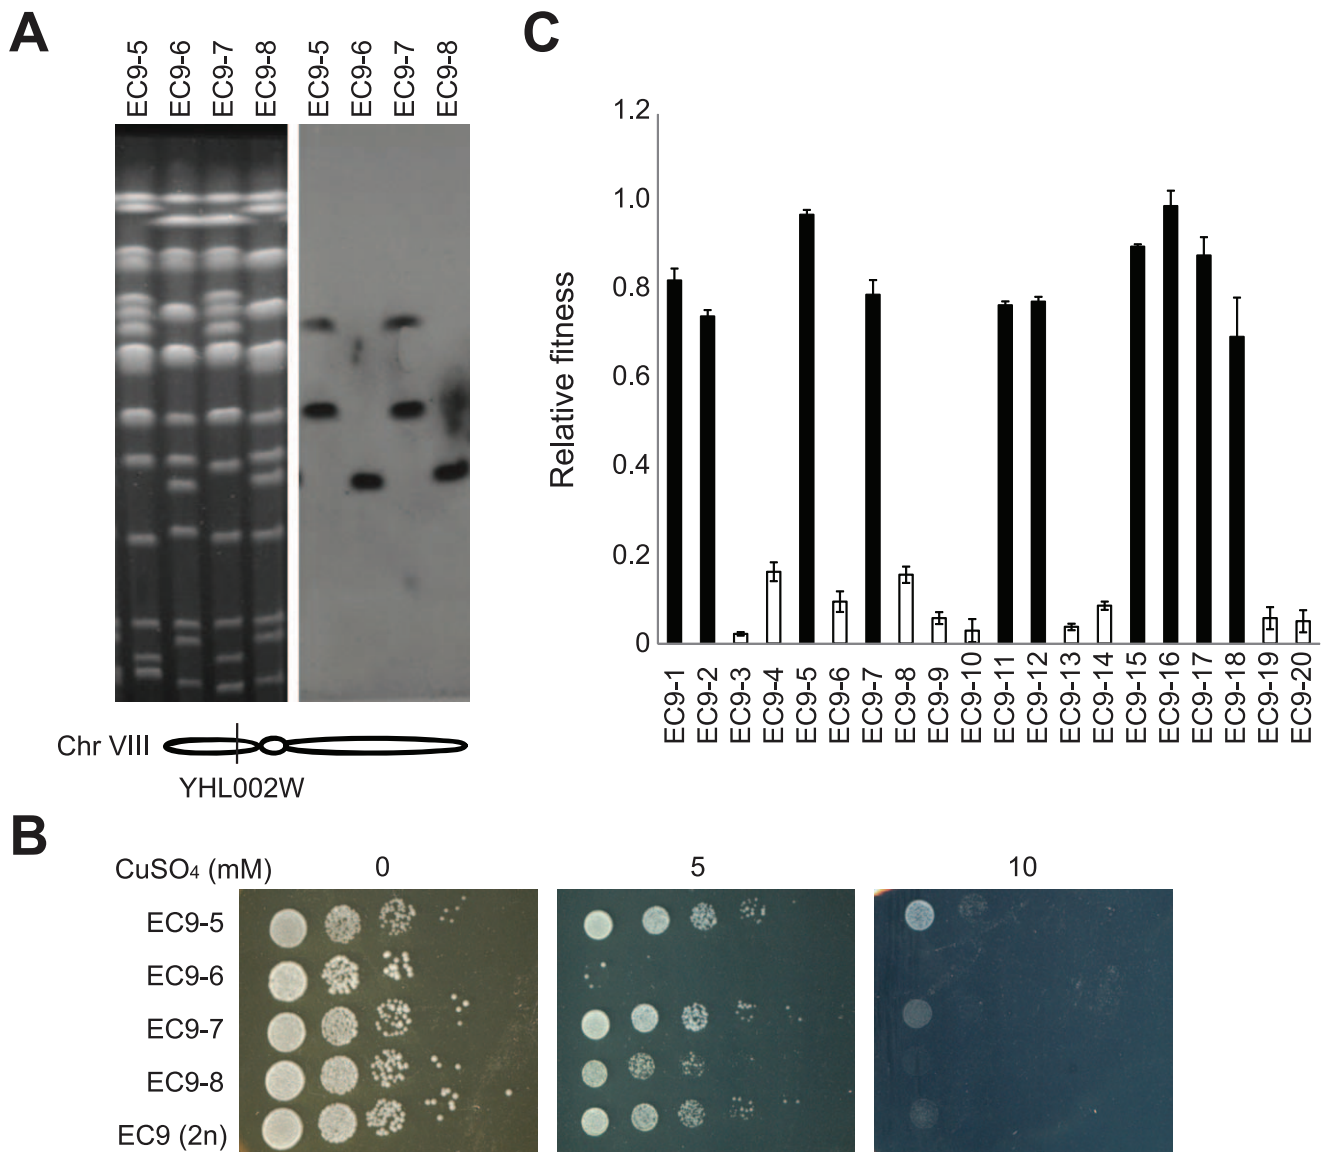 A
EC9-5
EC9-6
EC9-7
EC9-8
EC9-5
EC9-6
EC9-7
EC9-8
Chr VIII
YHL002W
C
Relative fitness
1.2
1.0
0.8
0.6
0.4
0.2
0
EC9-1
EC9-2
EC9-3
EC9-4
EC9-5
EC9-6
EC9-7
EC9-8
EC9-9
EC9-10
EC9-11
EC9-12
EC9-13
EC9-14
EC9-15
EC9-16
EC9-17
EC9-18
EC9-19
EC9-20
B
CuSO4 (mM) 0 5 10
EC9-5
EC9-6
EC9-7
EC9-8
EC9 (2n)